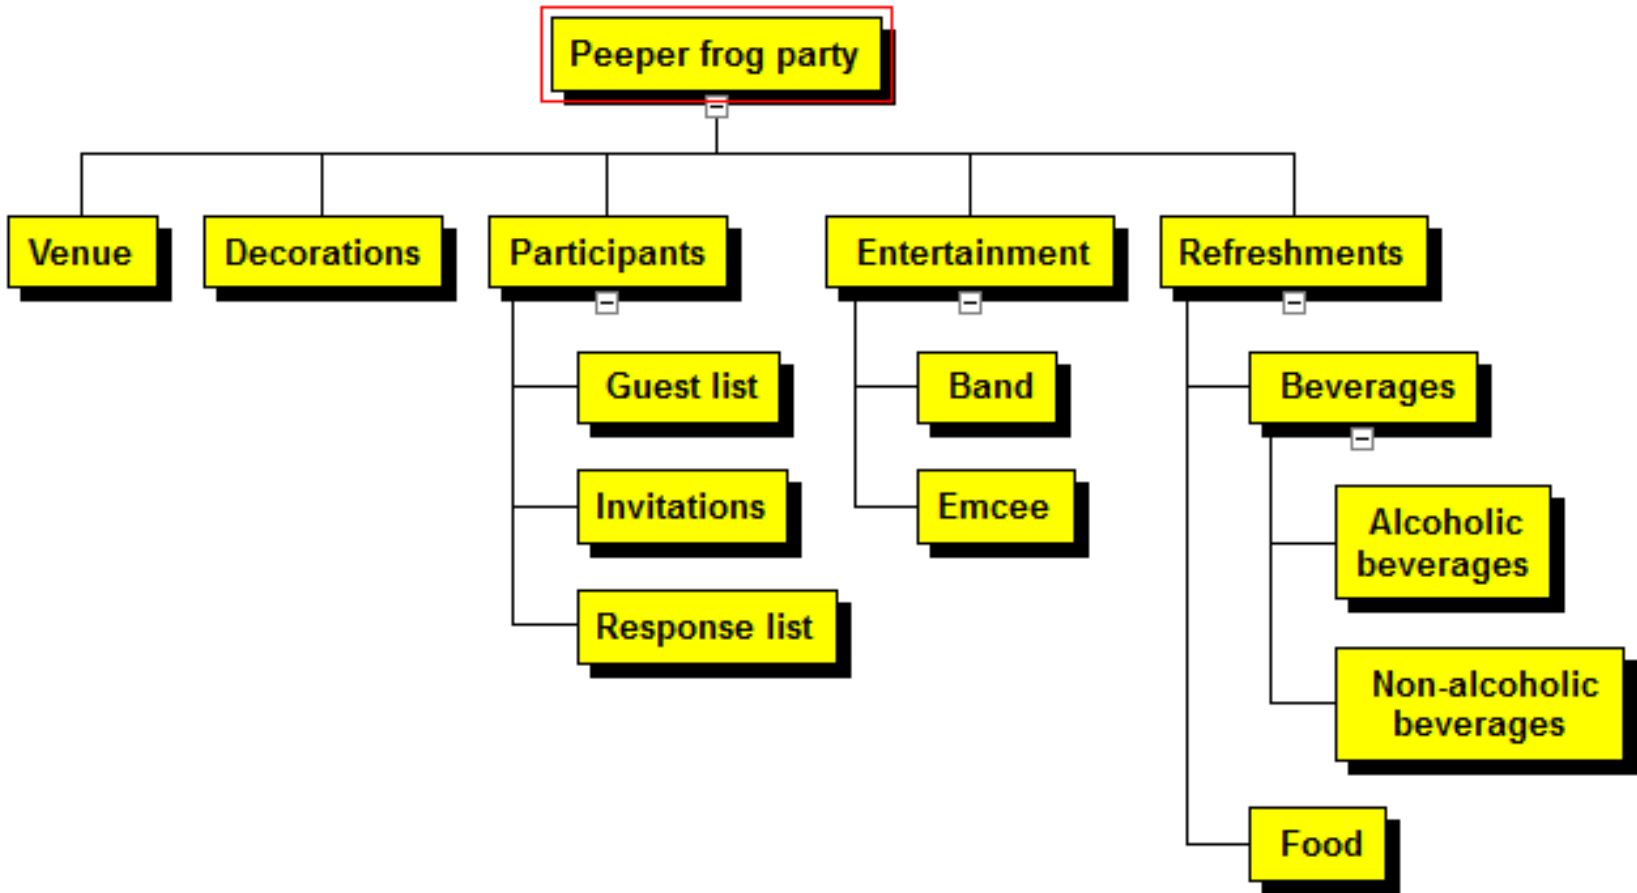 Peeper frog party
Venue
Decorations
Participants
Entertainment
Refreshments
Guest list
Band
Beverages
Invitations
Emcee
Alcoholic
beverages
Response list
Non-alcoholic
beverages
Food